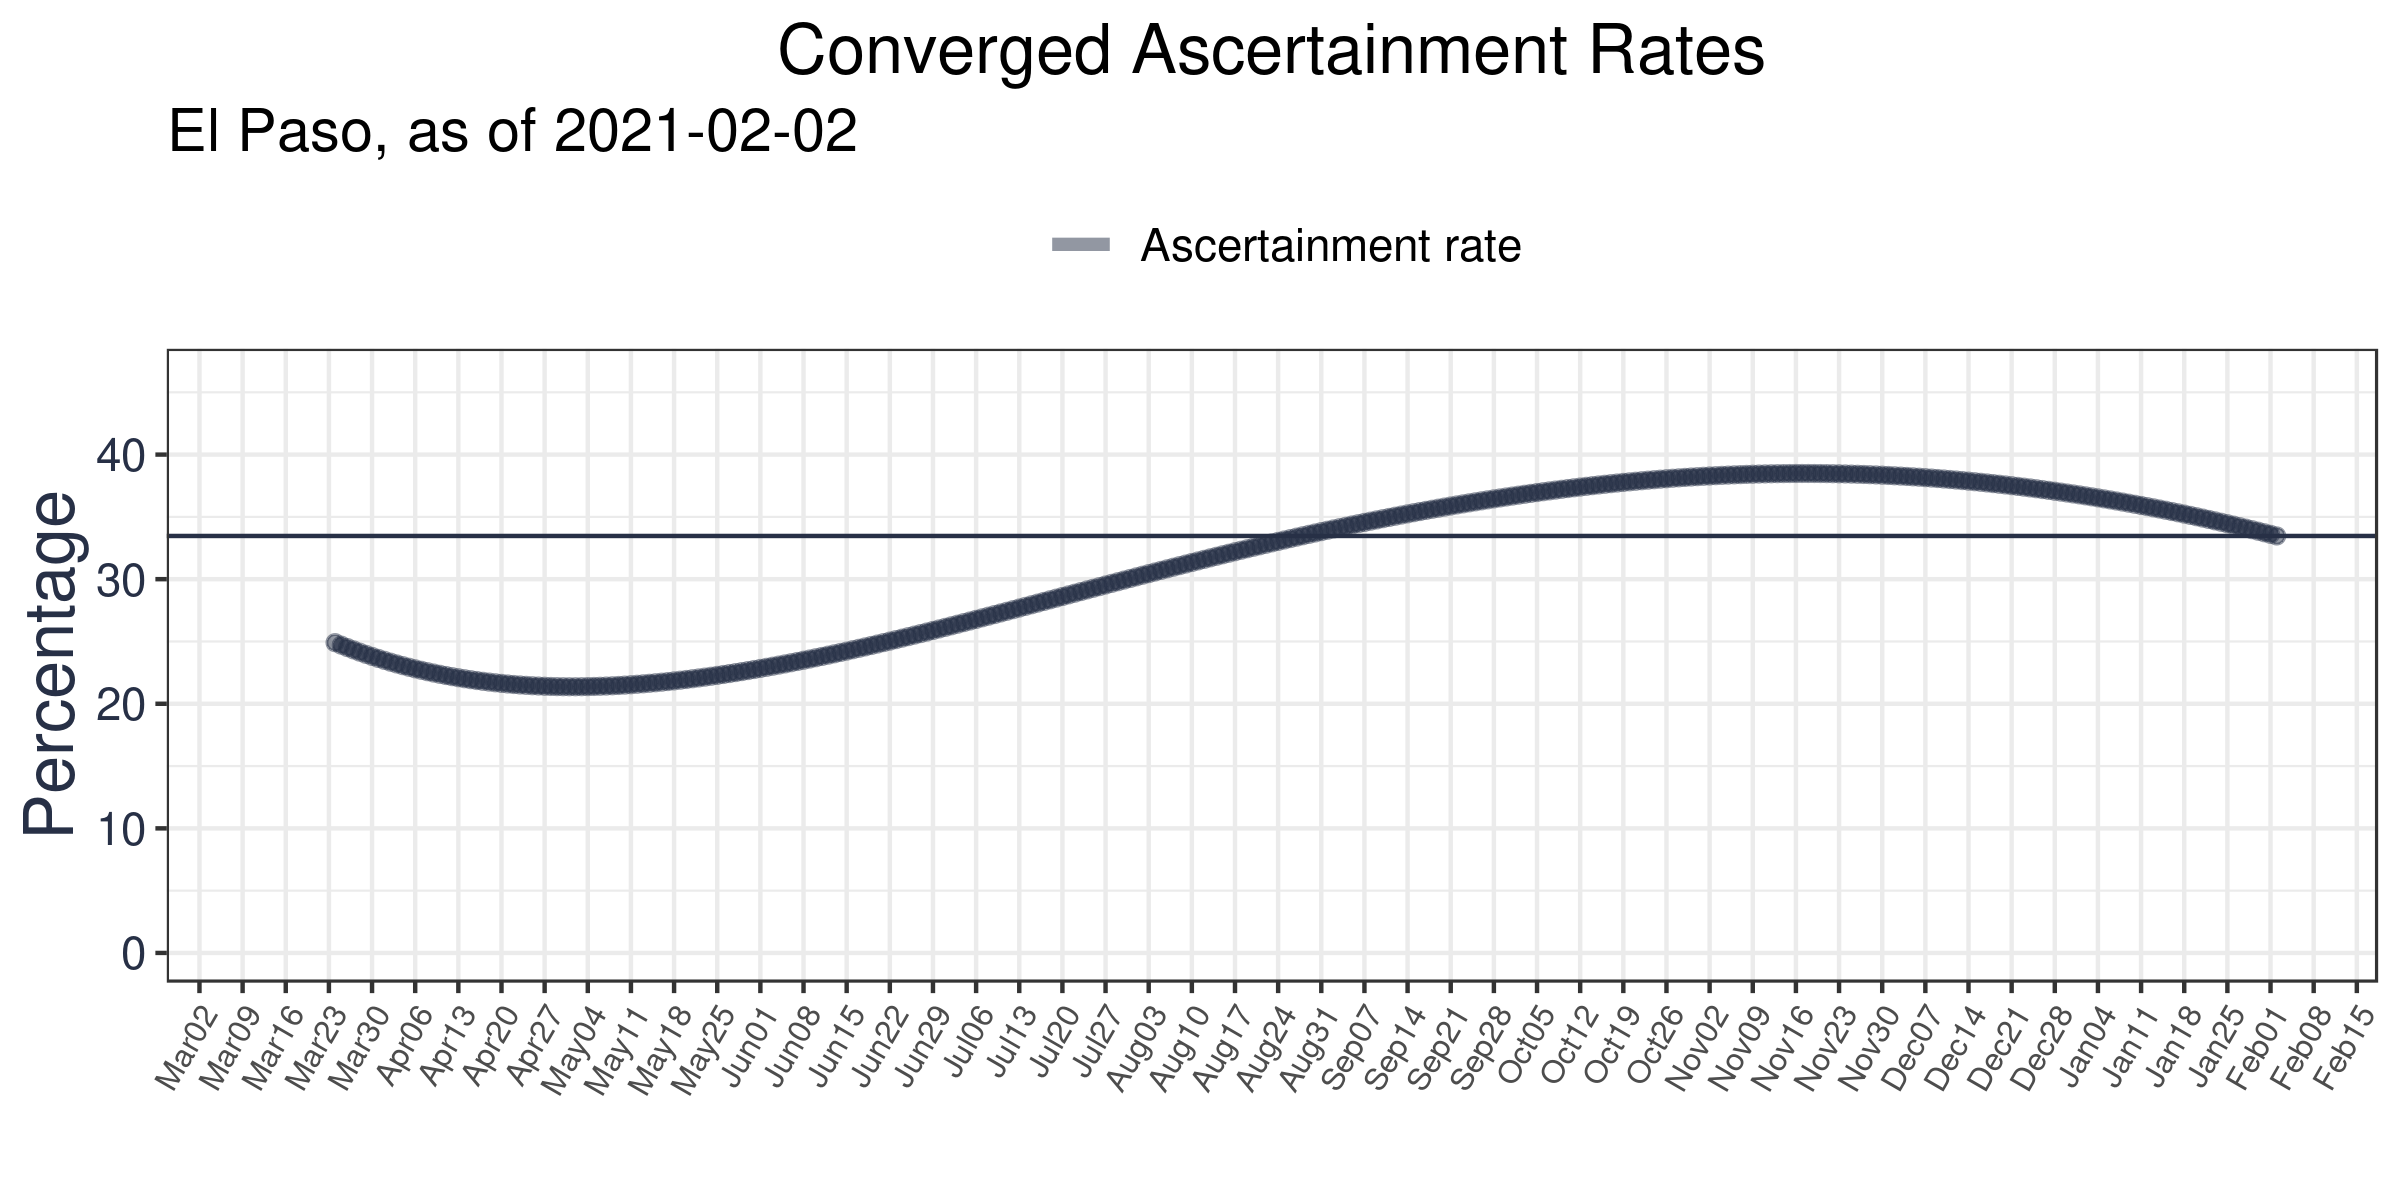 Converged Ascertainment Rates
El Paso, as of 2021-02-02
Ascertainment rate
Percentage
40
30
20
10
0
Mar02 Mar09 Mar16 Mar23 Mar30 Apr06 Apr13 Apr20 Apr27 May04 May11 May18 May25 Jun01 Jun08 Jun15 Jun22 Jun29 Jul06 Jul13 Jul20 Jul27 Aug03 Aug10 Aug17 Aug24 Aug31 Sep07 Sep14 Sep21 Sep28 Oct05 Oct12 Oct19 Oct26 Nov02 Nov09 Nov16 Nov23 Nov30 Dec07 Dec14 Dec21 Dec28 Jan04 Jan11 Jan18 Jan25 Feb01 Feb08 Feb15